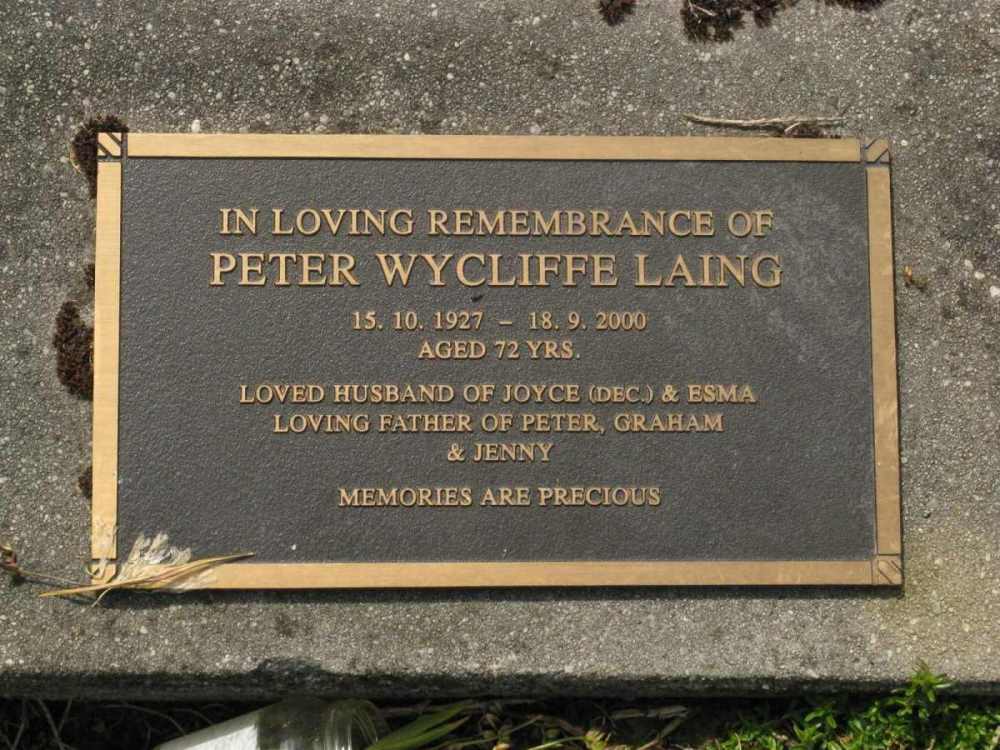 IN LOVING REMEMBRANCE OF
PETER WYCLIFFE LAING
15. 10. 1927 – 18. 9. 2000
AGED 72 YRS.
LOVED HUSBAND OF JOYCE (DEC.) & ESMA
LOVING FATHER OF PETER, GRAHAM
& JENNY
MEMORIES ARE PRECIOUS